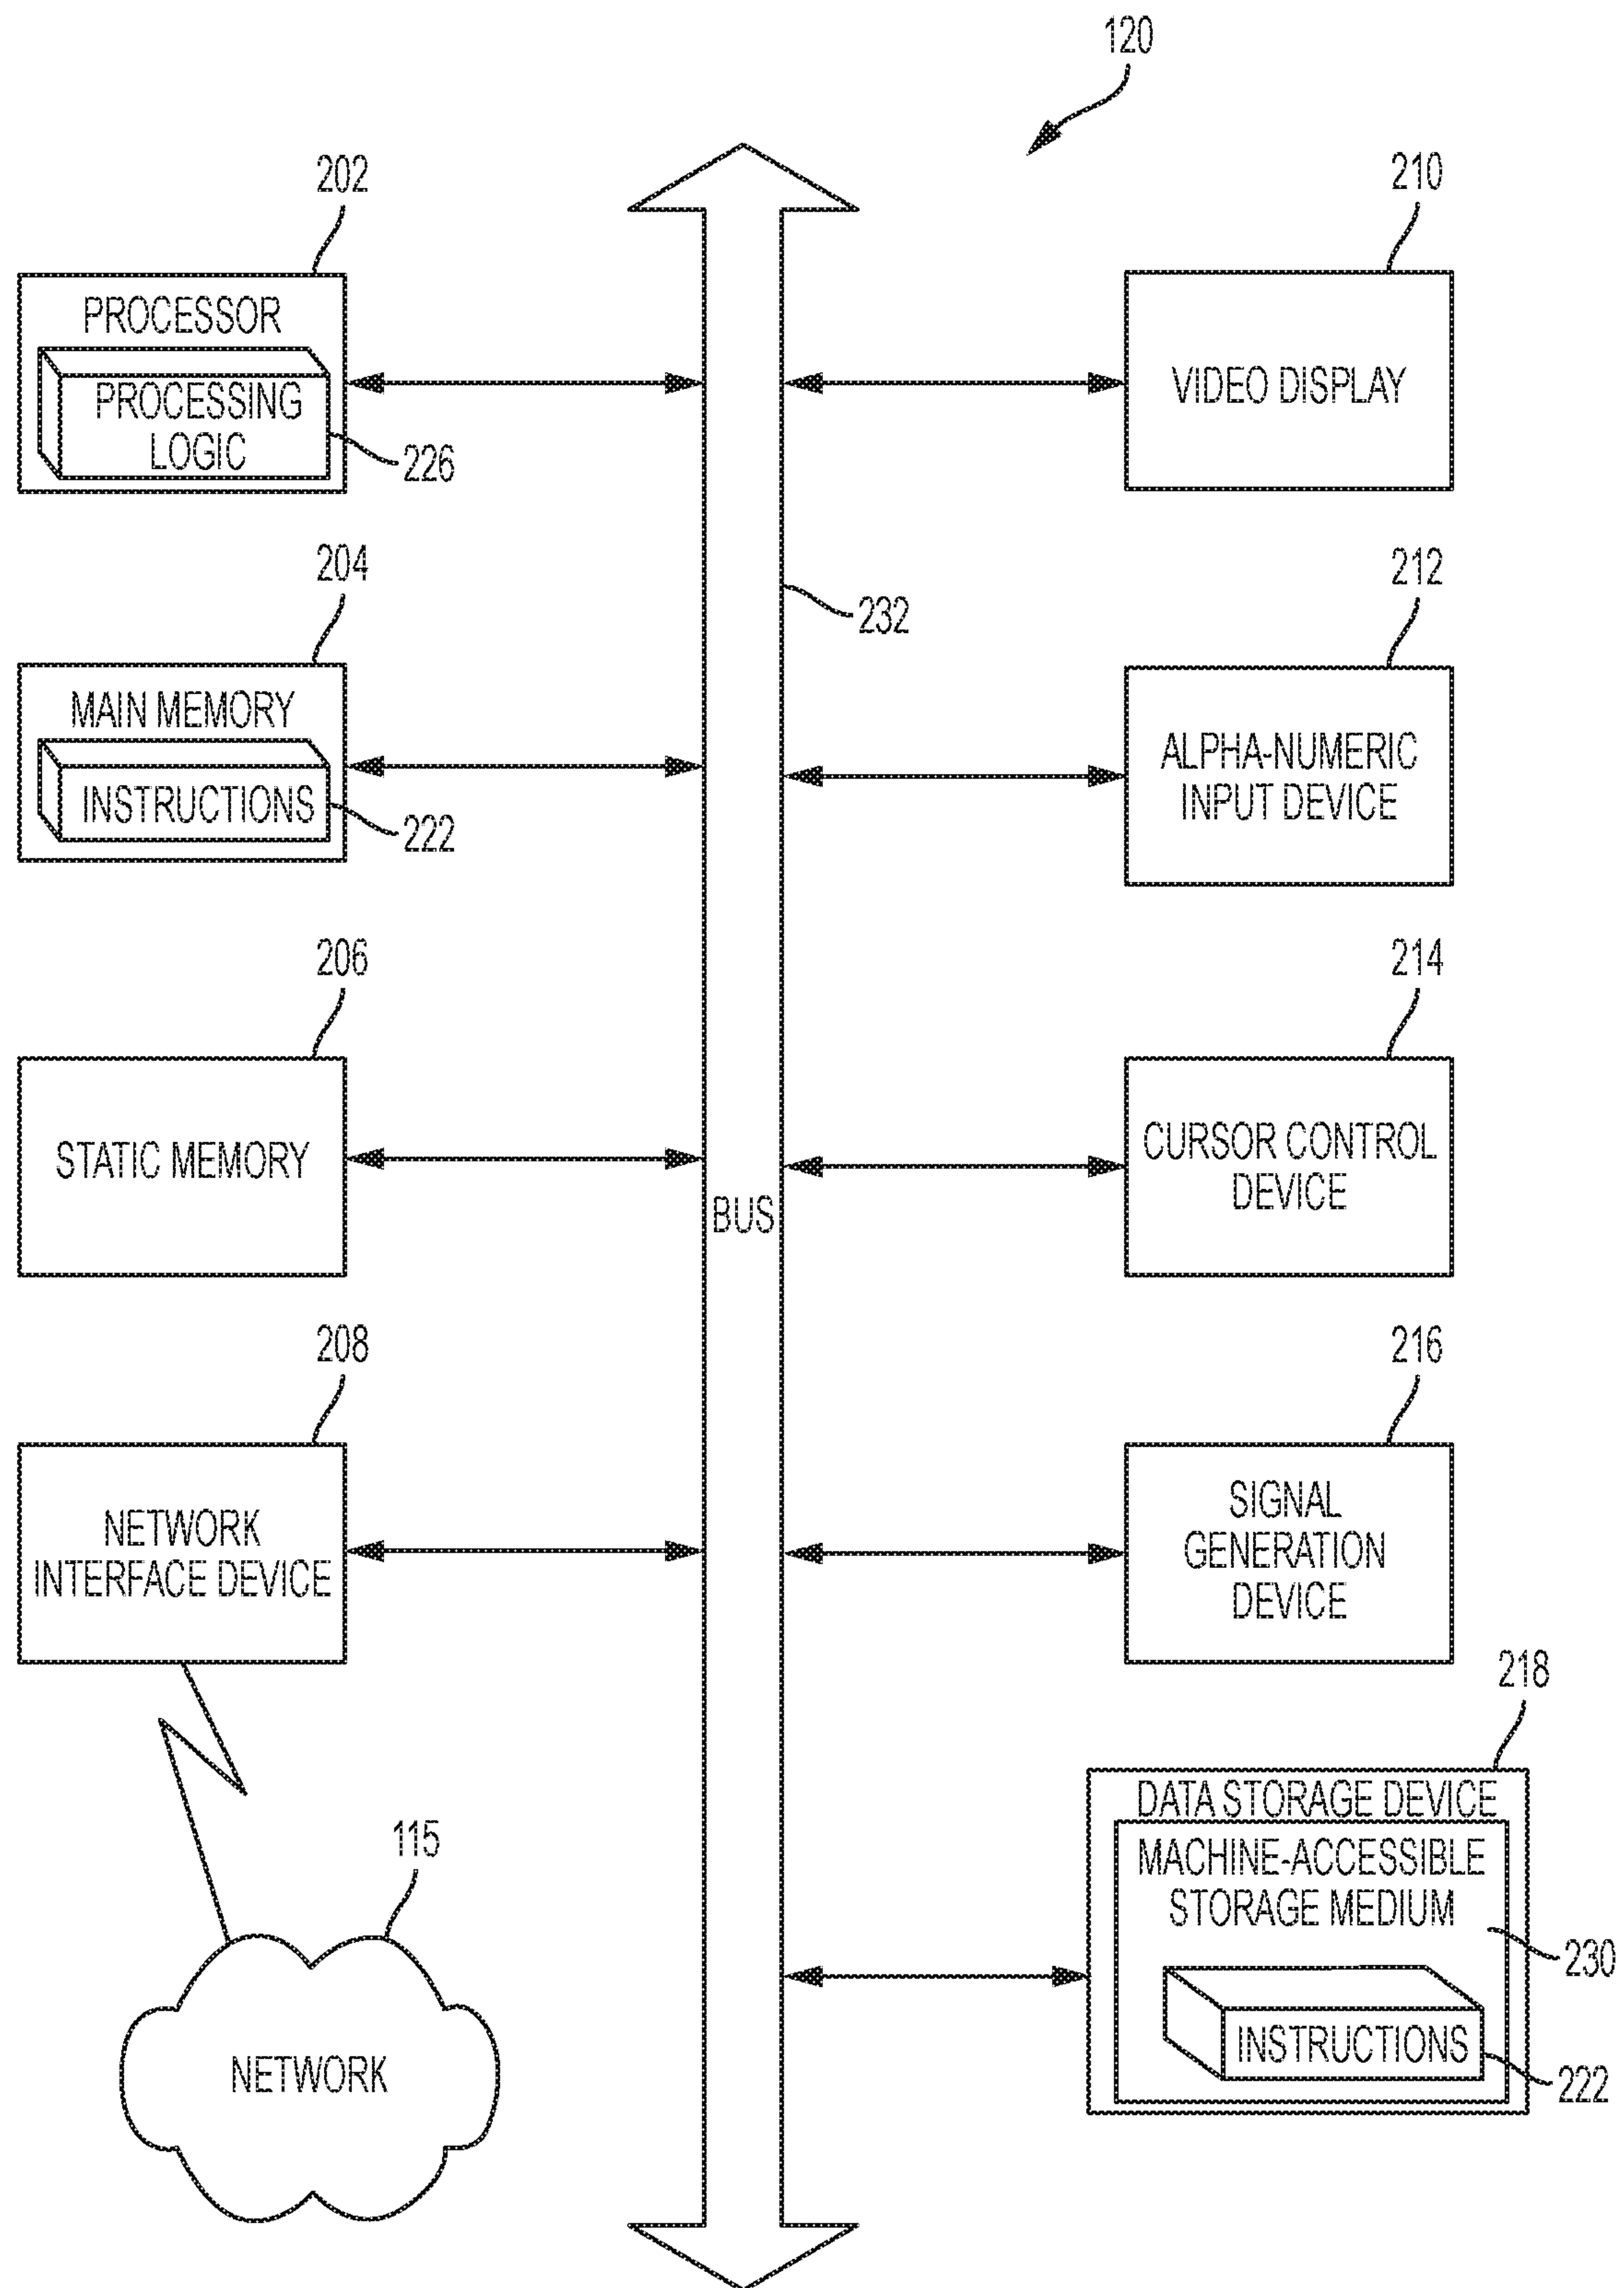 120
202
PROCESSOR
PROCESSING
LOGIC
226
210
VIDEO DISPLAY
204
MAIN MEMORY
INSTRUCTIONS
222
232
212
ALPHA-NUMERIC
INPUT DEVICE
206
STATIC MEMORY
BUS
214
CURSOR CONTROL
DEVICE
208
NETWORK
INTERFACE DEVICE
216
SIGNAL
GENERATION
DEVICE
115
NETWORK
218
DATA STORAGE DEVICE
MACHINE-ACCESSIBLE
STORAGE MEDIUM
230
INSTRUCTIONS
222